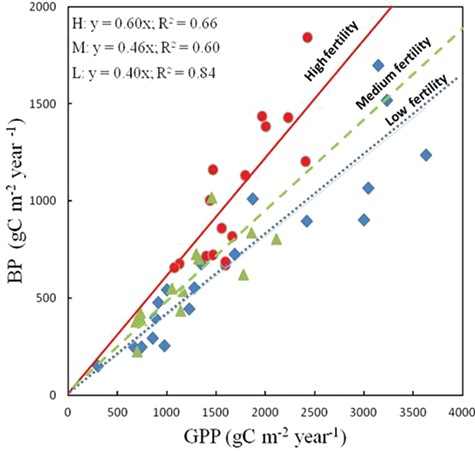 2000
H: y = 0.60x; R² = 0.66
M: y = 0.46x; R² = 0.60
L: y = 0.40x; R² = 0.84
High fertility
Medium fertility
Low fertility
1500
1000
500
0
BP (gC m⁻² year⁻¹)
0 500 1000 1500 2000 2500 3000 3500 4000
GPP (gC m⁻² year⁻¹)